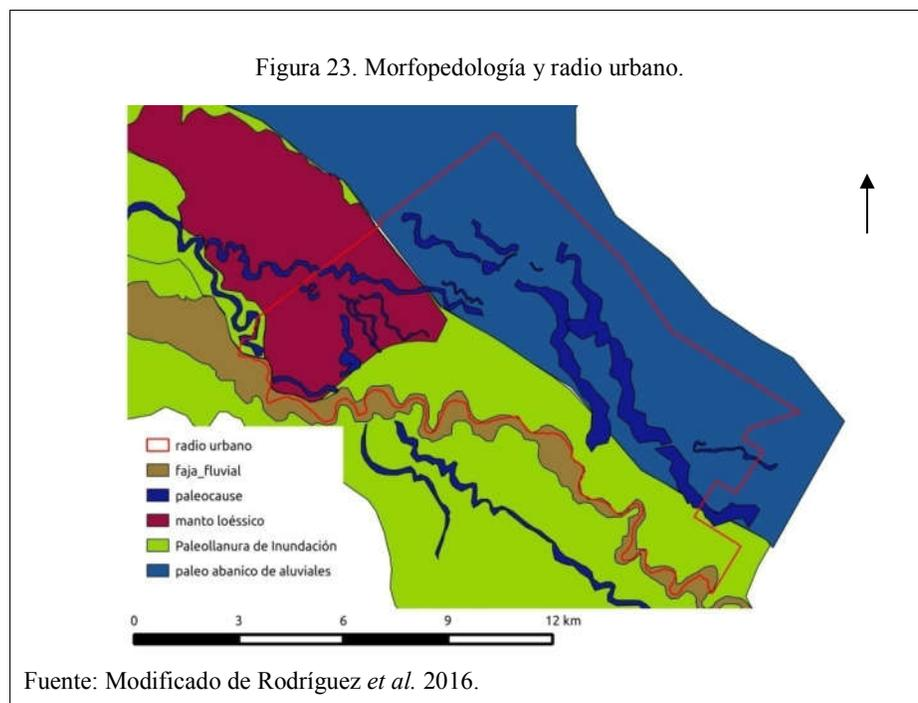 Figura 23. Morfopedología y radio urbano.
radio urbano
faja_fluvial
paleocause
manto loéssico
Paleollanura de Inundación
paleo abanico de aluviales
0 3 6 9 12 km
Fuente: Modificado de Rodríguez et al. 2016.